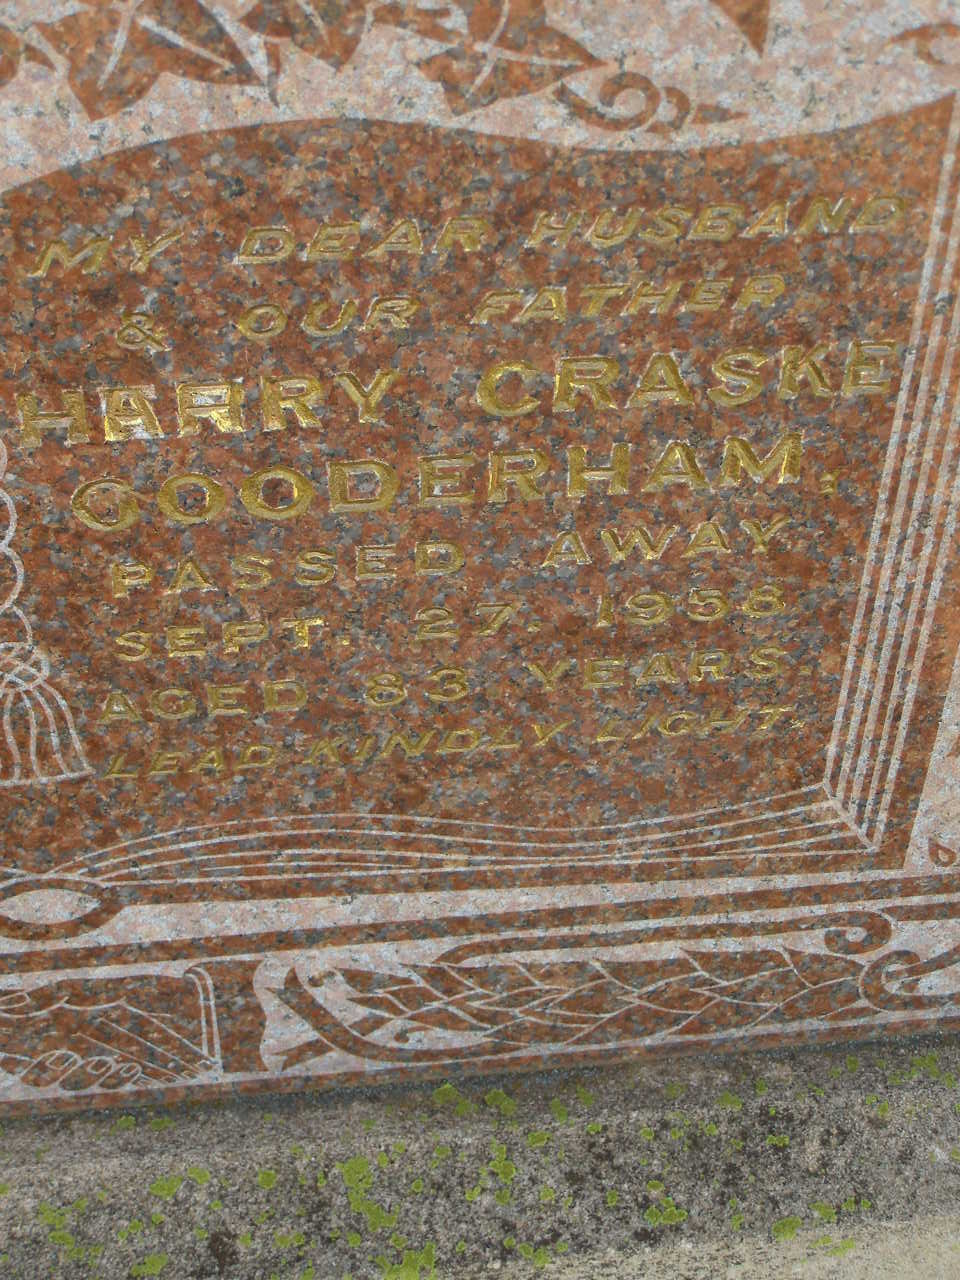 MY DEAR HUSBAND
& OUR FATHER
HARRY CRASKE
GOODERHAM,
PASSED AWAY
SEPT. 27. 1958
AGED 83 YEARS.
LEAD KINDLY LIGHT.